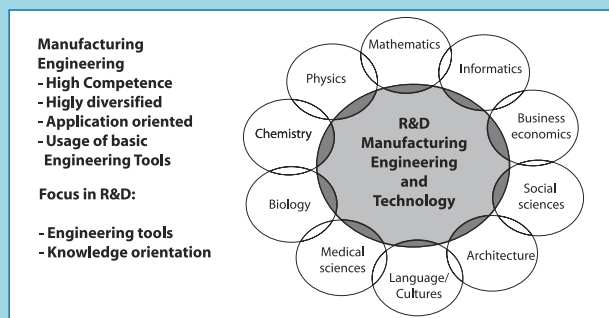 Manufacturing
Engineering
- High Competence
- Higly diversified
- Application oriented
- Usage of basic
Engineering Tools
Focus in R&D:
- Engineering tools
- Knowledge orientation
Mathematics
Informatics
Business
economics
Social
sciences
Architecture
Language/
Cultures
Medical
sciences
Biology
Chemistry
Physics
R&D
Manufacturing
Engineering
and
Technology